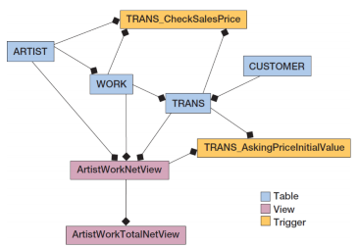 TRANS_CheckSalesPrice
ARTIST
CUSTOMER
WORK
TRANS
TRANS_AskingPriceInitialValue
ArtistWorkNetView
Table
View
Trigger
ArtistWorkTotalNetView